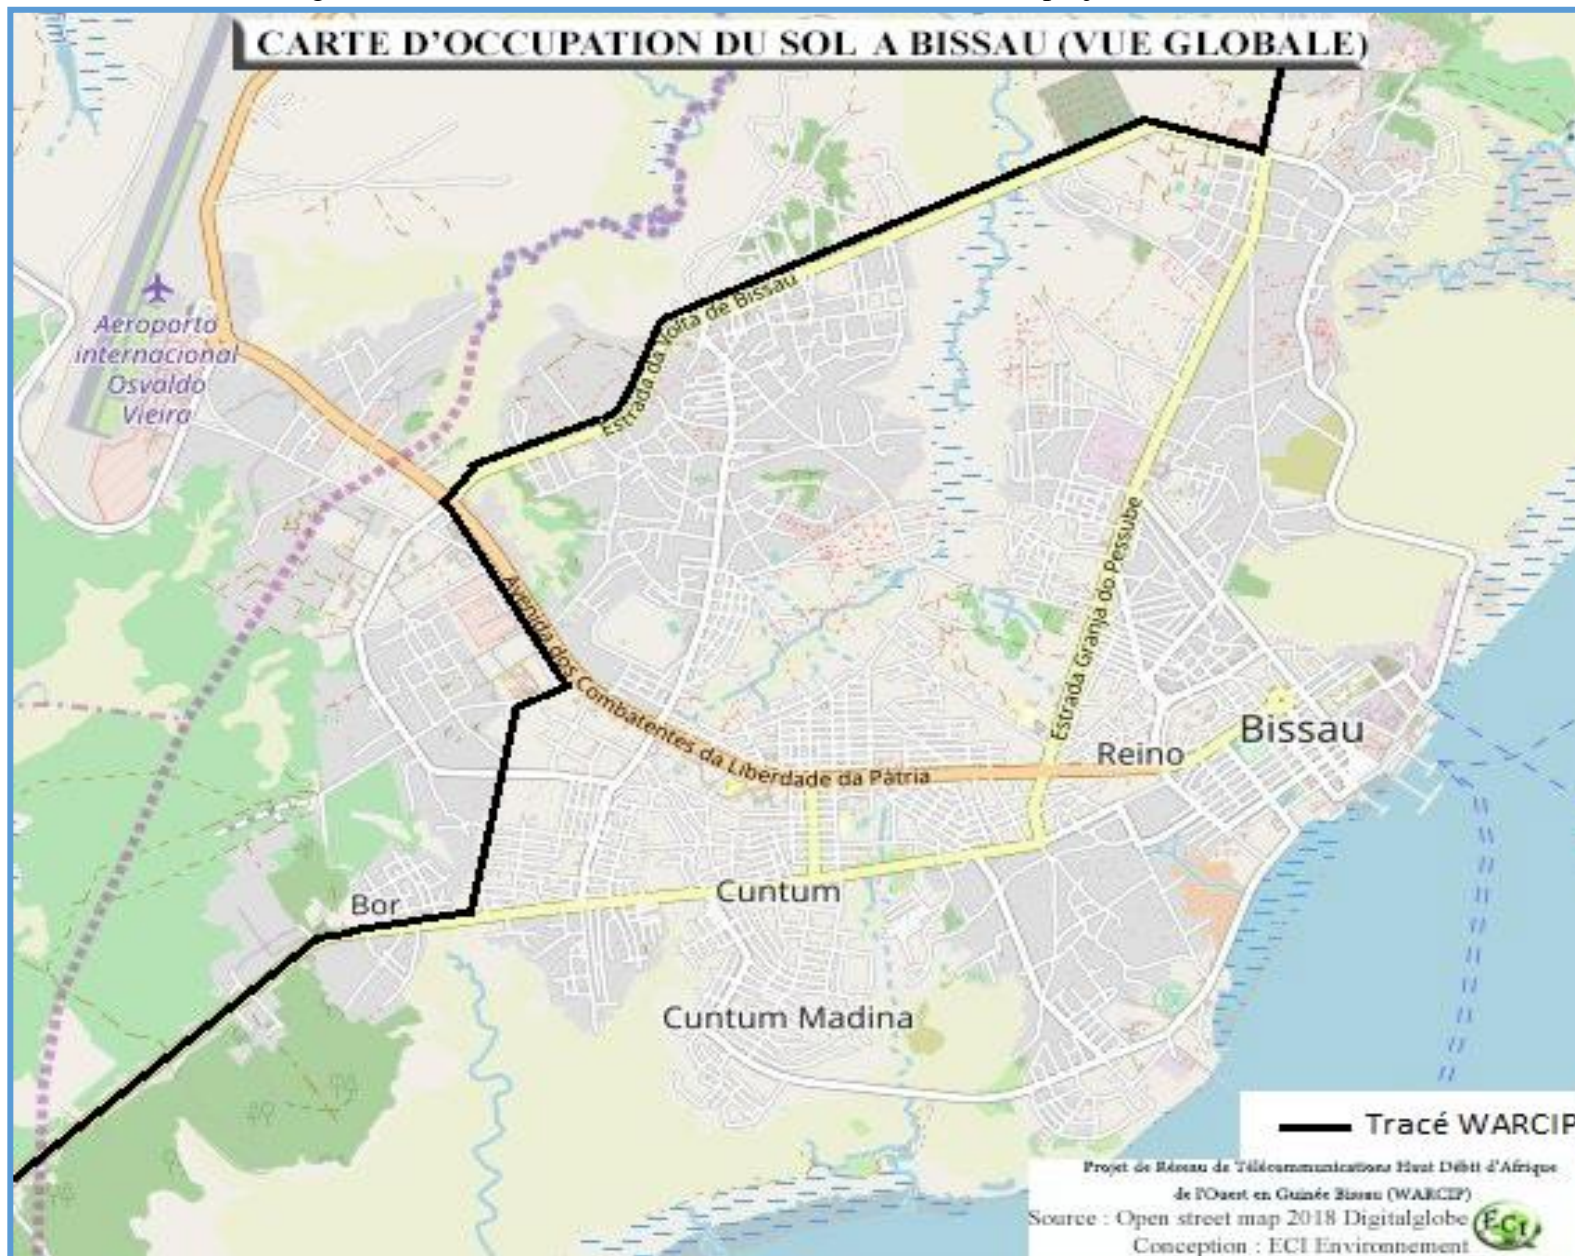 CARTE D'OCCUPATION DU SOL A BISSAU (VUE GLOBALE)
Aeroporto
internacional
Osvaldo
Vieira
Estrada da Volta de Bissau
Avenida dos Combatentes da Liberdade da Pátria
Estrada Granja do Pessube
Bissau
Reino
Bor
Cuntum
Cuntum Madina
Tracé WARCIP
Projet de Réseau de Télécommunications Haut Débit d'Afrique
de l'Ouest en Guinée Bissau (WARCIP)
Source : Open street map 2018 Digitalglobe
Conception : ECI Environnement
ECI